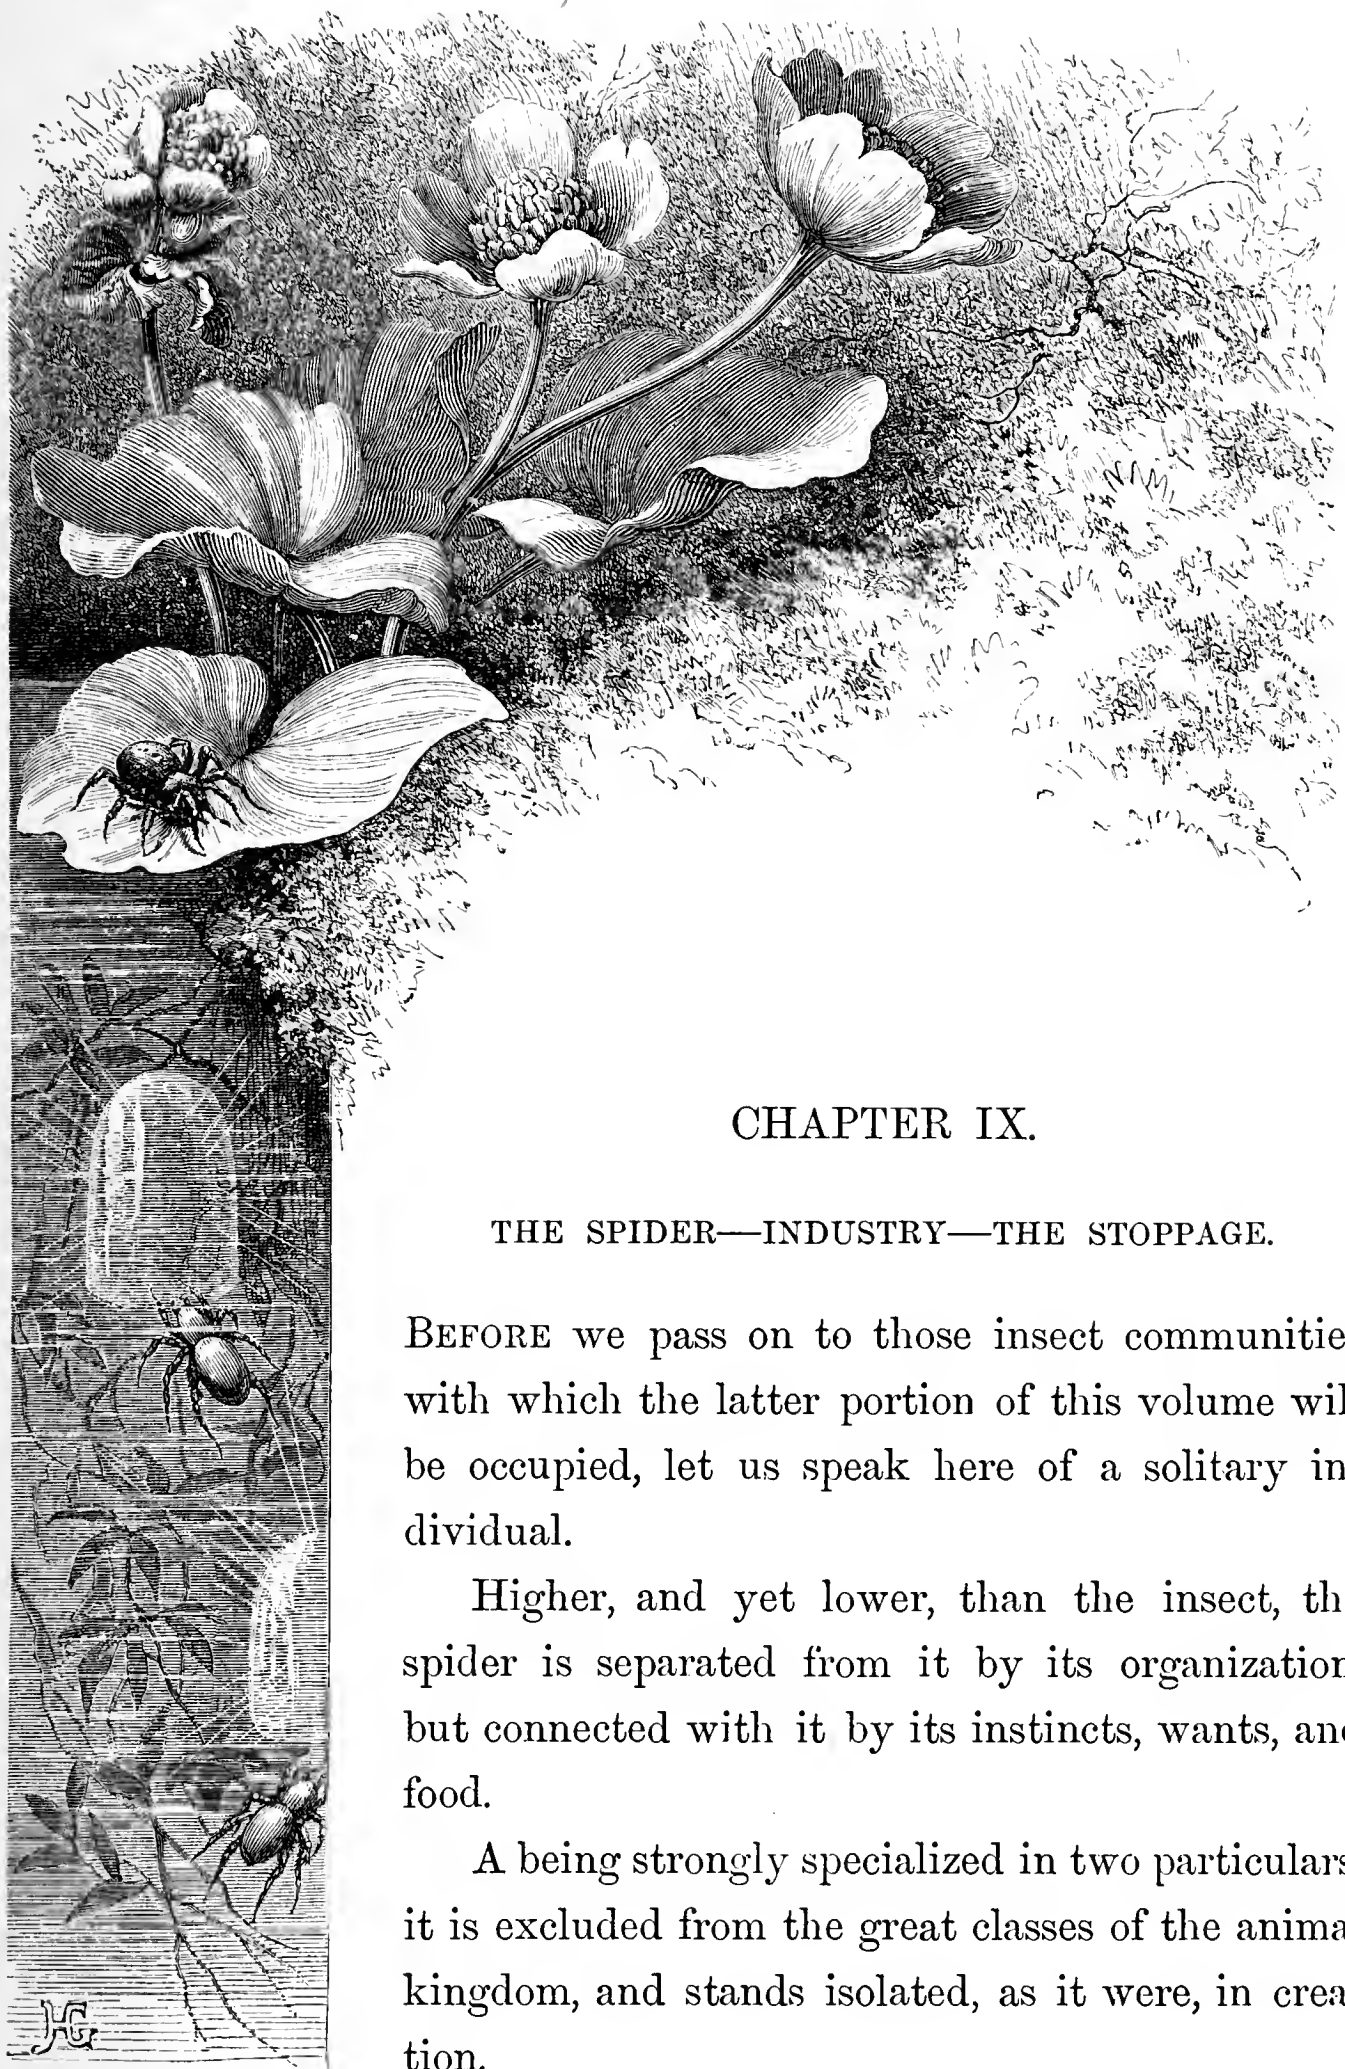 CHAPTER IX.
THE SPIDER—INDUSTRY—THE STOPPAGE.
BEFORE we pass on to those insect communitie
with which the latter portion of this volume wil
be occupied, let us speak here of a solitary in
dividual.
Higher, and yet lower, than the insect, th
spider is separated from it by its organization
but connected with it by its instincts, wants, and
food.
A being strongly specialized in two particulars
it is excluded from the great classes of the anima
kingdom, and stands isolated, as it were, in crea
tion.
HG